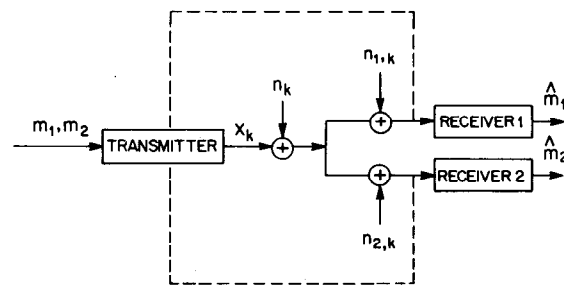 n₁,ₖ
m̂₁
nₖ
RECEIVER 1
m₁, m₂
TRANSMITTER
xₖ
m̂₂
RECEIVER 2
n₂,ₖ